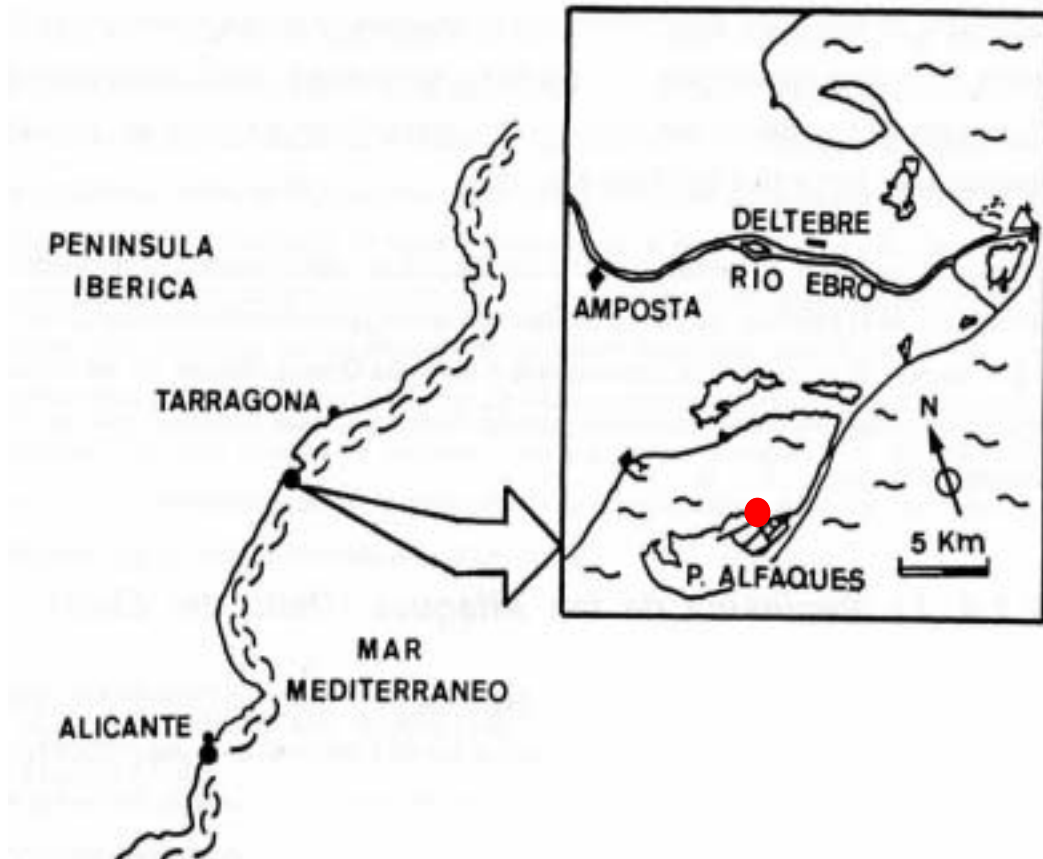 PENINSULA
IBERICA
TARRAGONA
MAR
MEDITERRANEO
ALICANTE
DELTEBRE
RIO EBRO
AMPOSTA
N
5 Km
P. ALFAQUES